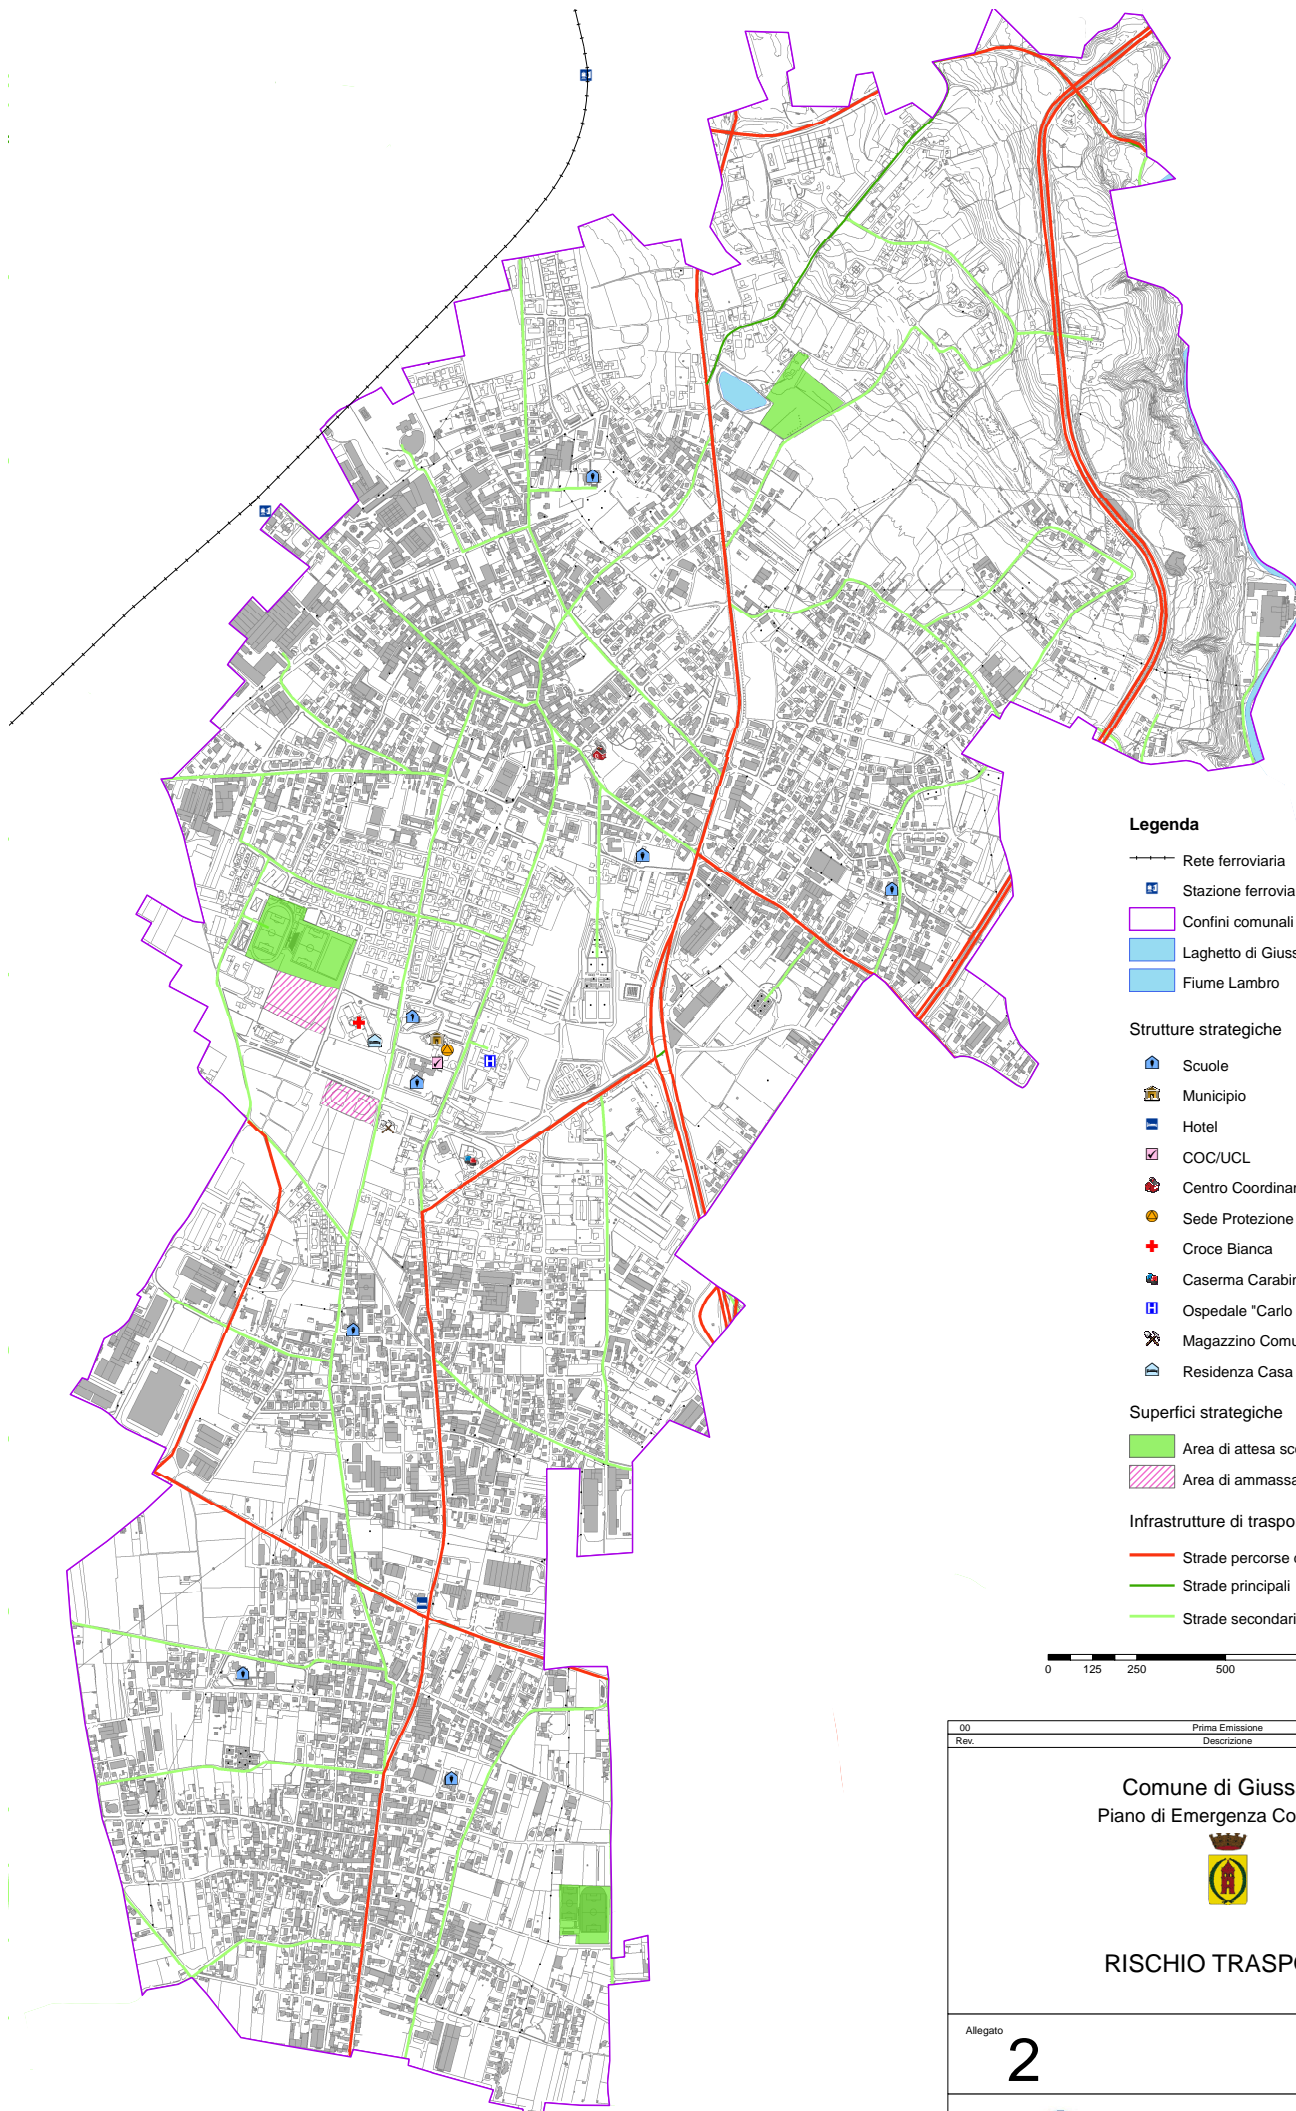 Legenda
Rete ferroviaria
Stazione ferrovia
Confini comunali
Laghetto di Giuss
Fiume Lambro
Strutture strategiche
Scuole
Municipio
Hotel
COC/UCL
Centro Coordinar
Sede Protezione
Croce Bianca
Caserma Carabir
Ospedale "Carlo
Magazzino Comu
Residenza Casa
Superfici strategiche
Area di attesa sc
Area di ammassa
Infrastrutture di traspo
Strade percorse
Strade principali
Strade secondari
0 125 250 500
00 Prima Emissione
Rev. Descrizione
Comune di Giuss
Piano di Emergenza Co
RISCHIO TRASP
Allegato
2